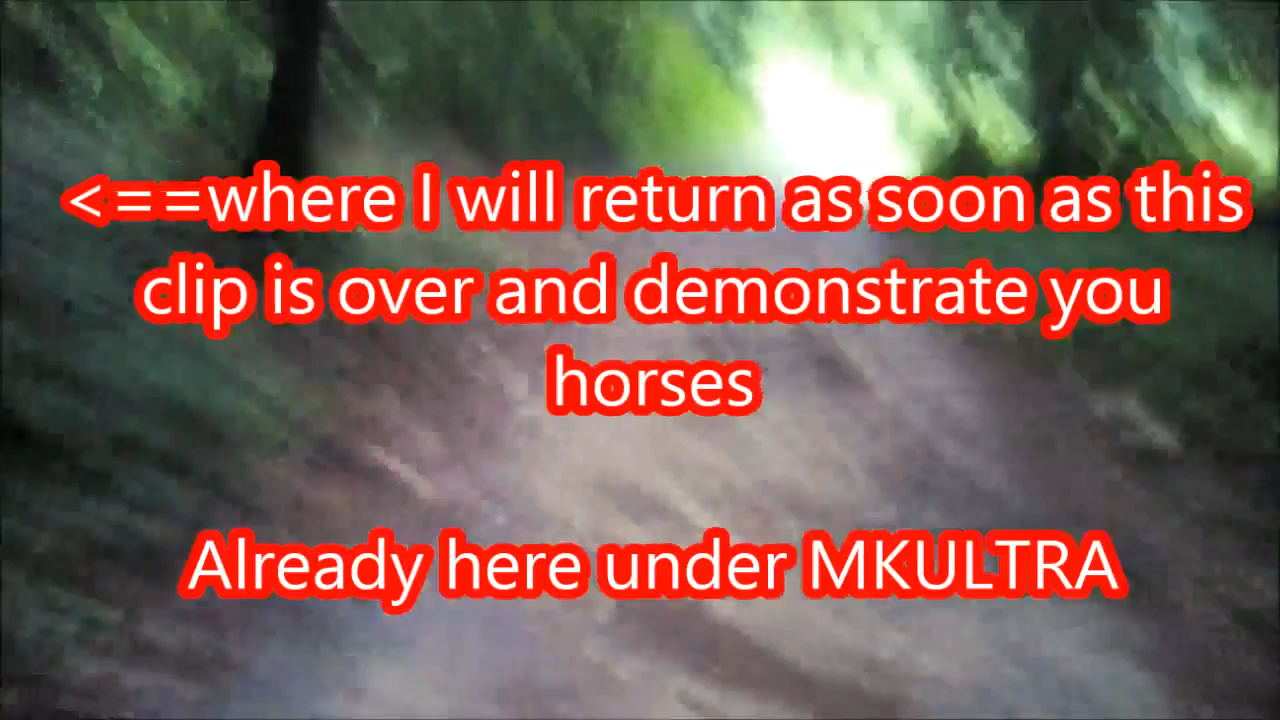 <==where I will return as soon as this
clip is over and demonstrate you
horses
Already here under MKULTRA